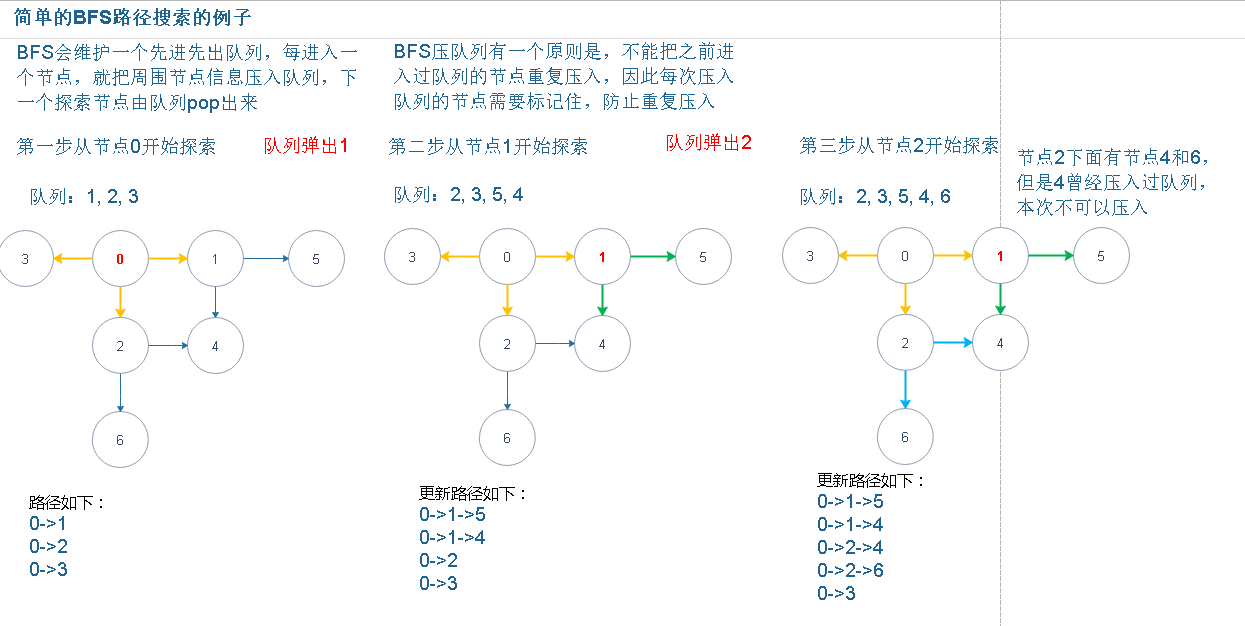 简单的BFS路径搜索的例子
BFS会维护一个先进先出队列，每进入一
个节点，就把周围节点信息压入队列，下
一个探索节点由队列pop出来
BFS压队列有一个原则是，不能把之前进
入过队列的节点重复压入，因此每次压入
队列的节点需要标记住，防止重复压入
第一步从节点0开始探索
队列弹出1
队列：1, 2, 3
3
0
1
5
2
4
6
路径如下：
0->1
0->2
0->3
第二步从节点1开始探索
队列弹出2
队列：2, 3, 5, 4
3
0
1
5
2
4
6
更新路径如下：
0->1->5
0->1->4
0->2
0->3
第三步从节点2开始探索
队列：2, 3, 5, 4, 6
节点2下面有节点4和6，
但是4曾经压入过队列，
本次不可以压入
3
0
1
5
2
4
6
更新路径如下：
0->1->5
0->1->4
0->2->4
0->2->6
0->3